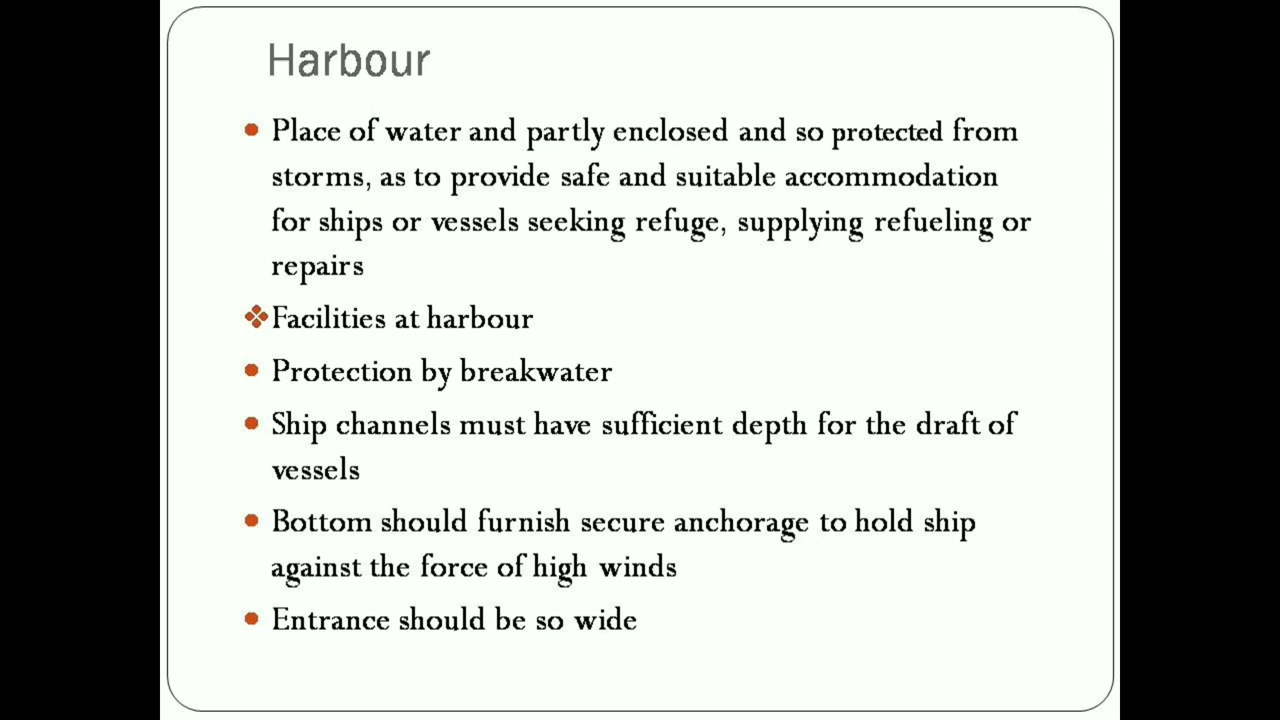 Harbour
Place of water and partly enclosed and so protected from
storms, as to provide safe and suitable accommodation
for ships or vessels seeking refuge, supplying refueling or
repairs
Facilities at harbour
Protection by breakwater
Ship channels must have sufficient depth for the draft of
vessels
Bottom should furnish secure anchorage to hold ship
against the force of high winds
Entrance should be so wide